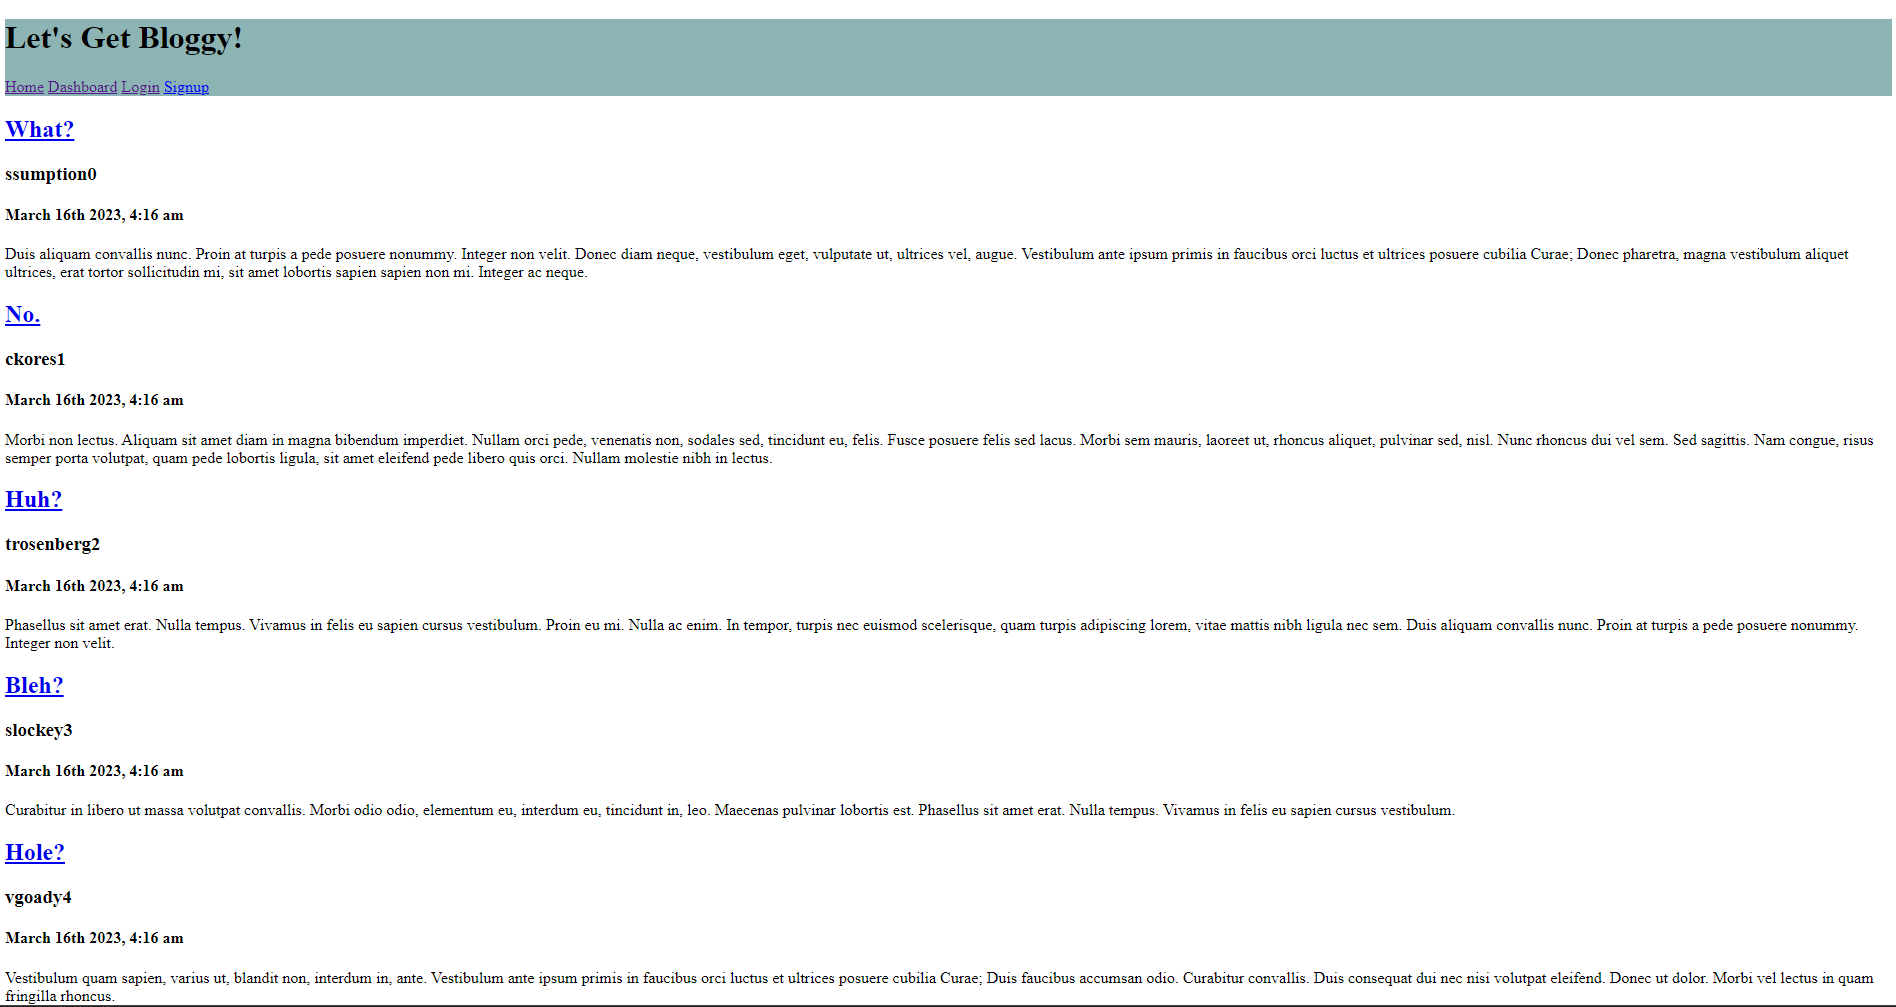 Let's Get Bloggy!
Home Dashboard Login Signup
What?
ssumption0
March 16th 2023, 4:16 am
Duis aliquam convallis nunc. Proin at turpis a pede posuere nonummy. Integer non velit. Donec diam neque, vestibulum eget, vulputate ut, ultrices vel, augue. Vestibulum ante ipsum primis in faucibus orci luctus et ultrices posuere cubilia Curae; Donec pharetra, magna vestibulum aliquet
ultrices, erat tortor sollicitudin mi, sit amet lobortis sapien sapien non mi. Integer ac neque.
No.
ckores1
March 16th 2023, 4:16 am
Morbi non lectus. Aliquam sit amet diam in magna bibendum imperdiet. Nullam orci pede, venenatis non, sodales sed, tincidunt eu, felis. Fusce posuere felis sed lacus. Morbi sem mauris, laoreet ut, rhoncus aliquet, pulvinar sed, nisl. Nunc rhoncus dui vel sem. Sed sagittis. Nam congue, risus
semper porta volutpat, quam pede lobortis ligula, sit amet eleifend pede libero quis orci. Nullam molestie nibh in lectus.
Huh?
trosenberg2
March 16th 2023, 4:16 am
Phasellus sit amet erat. Nulla tempus. Vivamus in felis eu sapien cursus vestibulum. Proin eu mi. Nulla ac enim. In tempor, turpis nec euismod scelerisque, quam turpis adipiscing lorem, vitae mattis nibh ligula nec sem. Duis aliquam convallis nunc. Proin at turpis a pede posuere nonummy.
Integer non velit.
Bleh?
slockey3
March 16th 2023, 4:16 am
Curabitur in libero ut massa volutpat convallis. Morbi odio odio, elementum eu, interdum eu, tincidunt in, leo. Maecenas pulvinar lobortis est. Phasellus sit amet erat. Nulla tempus. Vivamus in felis eu sapien cursus vestibulum.
Hole?
vgoady4
March 16th 2023, 4:16 am
Vestibulum quam sapien, varius ut, blandit non, interdum in, ante. Vestibulum ante ipsum primis in faucibus orci luctus et ultrices posuere cubilia Curae; Duis faucibus accumsan odio. Curabitur convallis. Duis consequat dui nec nisi volutpat eleifend. Donec ut dolor. Morbi vel lectus in quam
fringilla rhoncus.